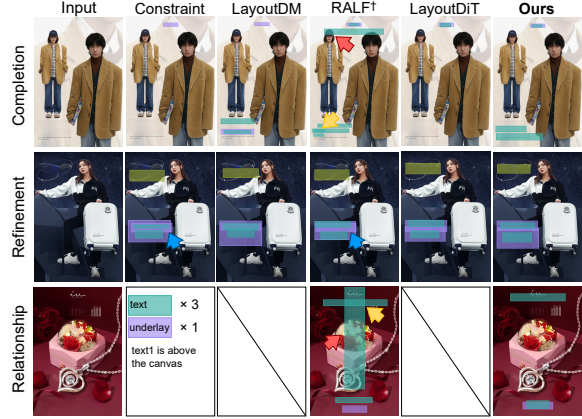 Input Constraint LayoutDM RALF† LayoutDiT Ours
Completion
Refinement
text × 3
underlay × 1
text1 is above
the canvas
Relationship